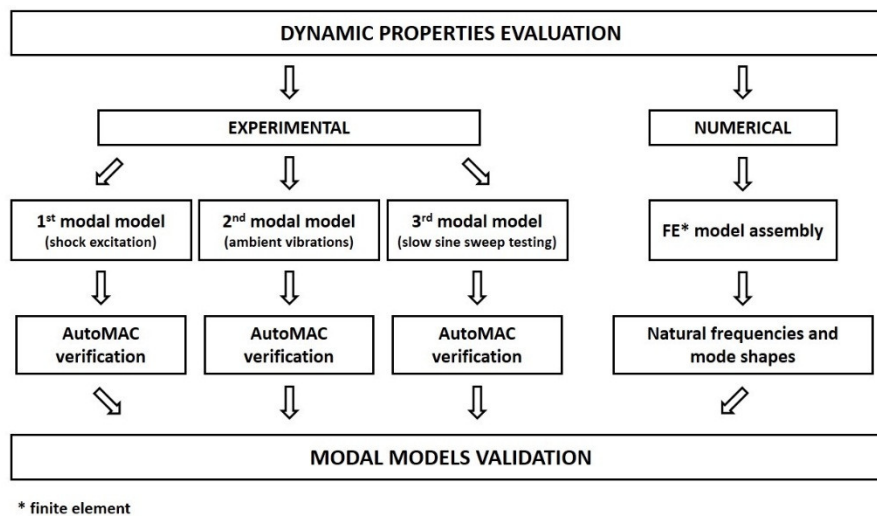 DYNAMIC PROPERTIES EVALUATION
EXPERIMENTAL
NUMERICAL
1st modal model
(shock excitation)
2nd modal model
(ambient vibrations)
3rd modal model
(slow sine sweep testing)
FE* model assembly
AutoMAC
verification
AutoMAC
verification
AutoMAC
verification
Natural frequencies and
mode shapes
MODAL MODELS VALIDATION
* finite element